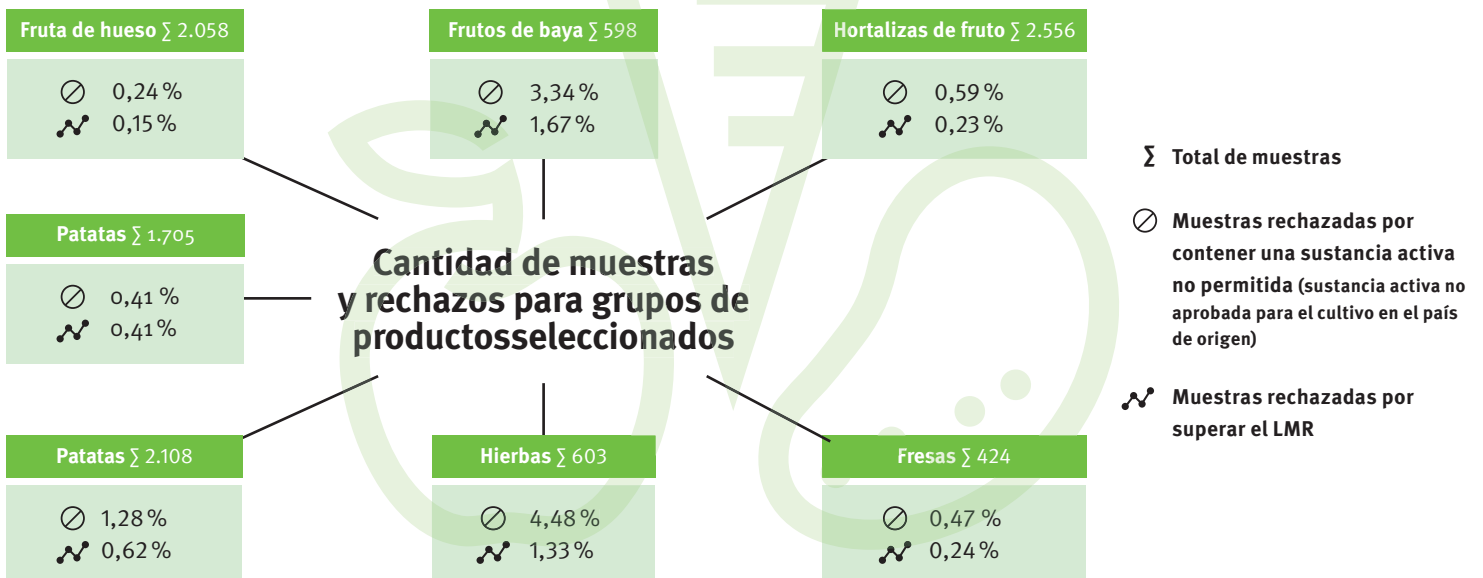 Fruta de hueso ∑ 2.058
0,24 %
0,15 %
Frutos de baya ∑ 598
3,34 %
1,67 %
Hortalizas de fruto ∑ 2.556
0,59 %
0,23 %
Patatas ∑ 1.705
0,41 %
0,41 %
Cantidad de muestras
y rechazos para grupos de
productosseleccionados
Patatas ∑ 2.108
1,28 %
0,62 %
Hierbas ∑ 603
4,48 %
1,33 %
Fresas ∑ 424
0,47 %
0,24 %
∑ Total de muestras
Muestras rechazadas por
contener una sustancia activa
no permitida (sustancia activa no
aprobada para el cultivo en el país
de origen)
Muestras rechazadas por
superar el LMR